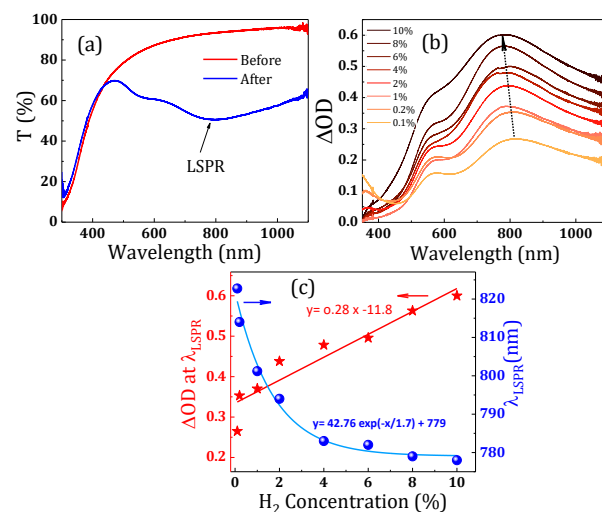 (a)
Before
After
LSPR
T (%)
100
80
60
40
20
0
400 600 800 1000
Wavelength (nm)
(b)
10%
8%
6%
4%
2%
1%
0.2%
0.1%
ΔOD
0.6
0.5
0.4
0.3
0.2
0.1
0.0
400 600 800 1000
Wavelength (nm)
(c)
y= 0.28 x -11.8
y= 42.76 exp(-x/1.7) + 779
ΔOD at λLSPR
0.6
0.5
0.4
0.3
0.2
λLSPR(nm)
820
810
800
790
780
0 2 4 6 8 10
H2 Concentration (%)